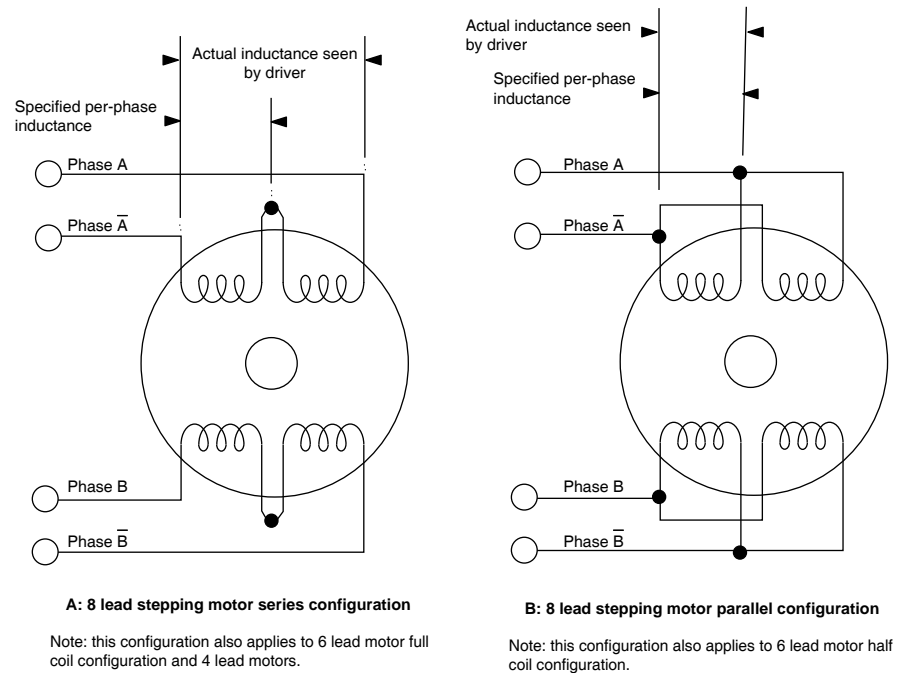 Actual inductance seen
by driver
Specified per-phase
inductance
Phase A
Phase A̅
Phase B
Phase B̅
A: 8 lead stepping motor series configuration
Note: this configuration also applies to 6 lead motor full
coil configuration and 4 lead motors.
Actual inductance seen
by driver
Specified per-phase
inductance
Phase A
Phase A̅
Phase B
Phase B̅
B: 8 lead stepping motor parallel configuration
Note: this configuration also applies to 6 lead motor half
coil configuration.